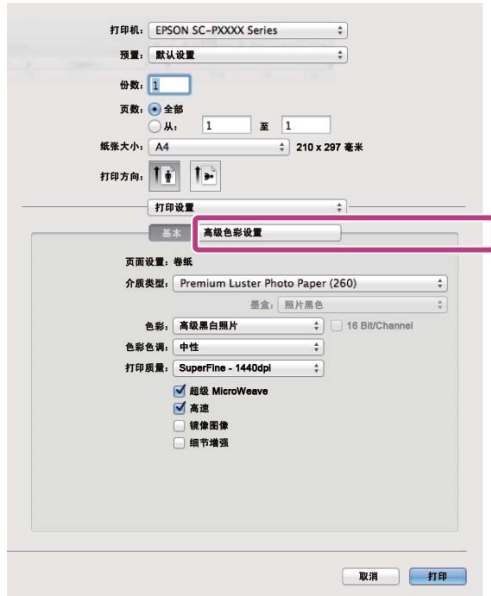 打印机: EPSON SC-PXXXX Series
预置: 默认设置
份数: 1
页数: 全部
从: 1 至 1
纸张大小: A4 210 x 297 毫米
打印方向:
打印设置
基本 高级色彩设置
页面设置: 卷纸
介质类型: Premium Luster Photo Paper (260)
墨盒: 照片黑色
色彩: 高级黑白照片 16 Bit/Channel
色彩色调: 中性
打印质量: SuperFine - 1440dpi
超级 MicroWeave
高速
镜像图像
细节增强
取消 打印